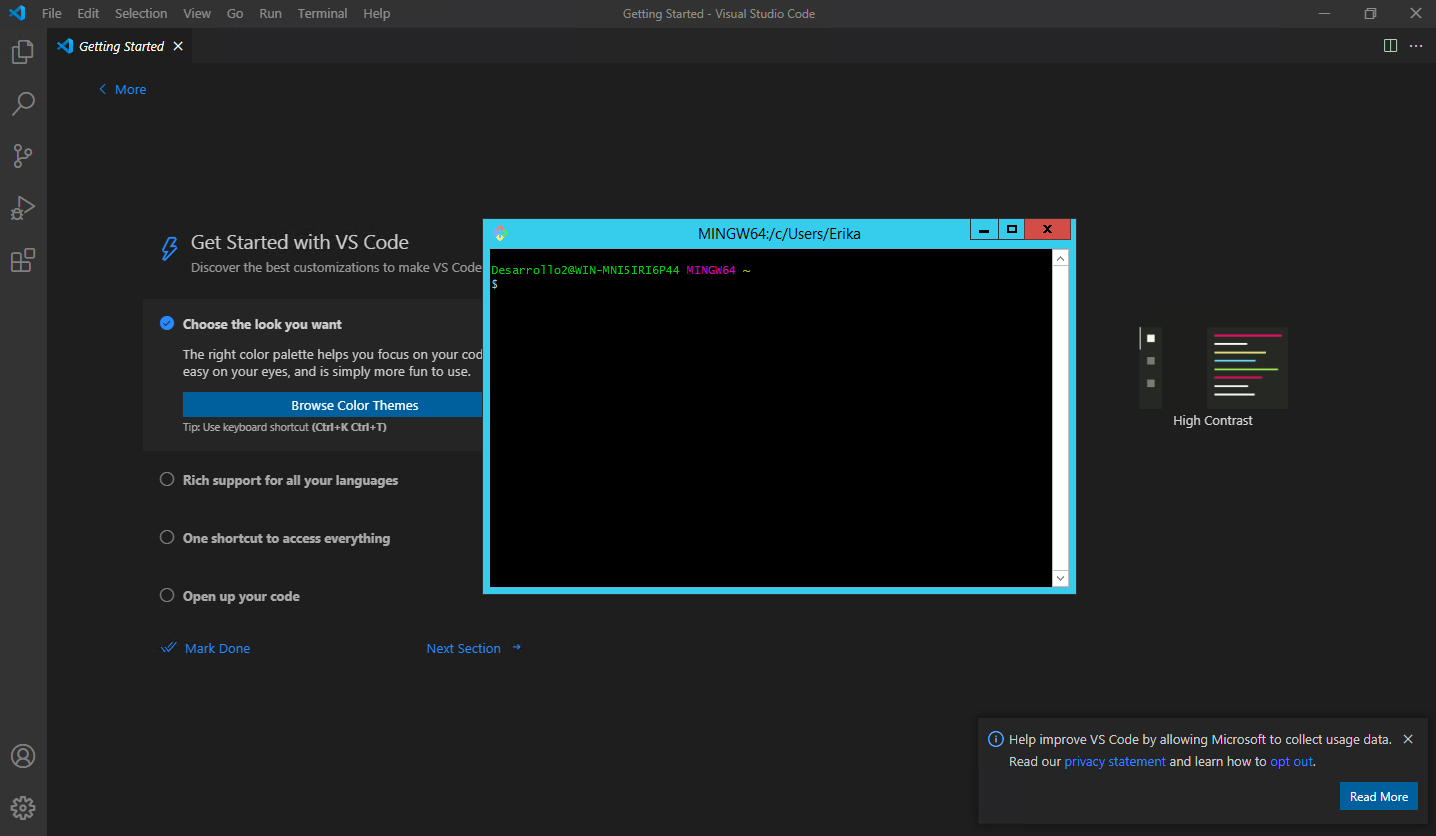 File Edit Selection View Go Run Terminal Help
Getting Started - Visual Studio Code
Getting Started
More
Get Started with VS Code
Discover the best customizations to make VS Code
Choose the look you want
The right color palette helps you focus on your cod
easy on your eyes, and is simply more fun to use.
Browse Color Themes
Tip: Use keyboard shortcut (Ctrl+K Ctrl+T)
Rich support for all your languages
One shortcut to access everything
Open up your code
Mark Done
Next Section
MINGW64:/c/Users/Erika
Desarrollo2@WIN-MNI5IRI6P44 MINGW64 ~
$
High Contrast
Help improve VS Code by allowing Microsoft to collect usage data.
Read our privacy statement and learn how to opt out.
Read More